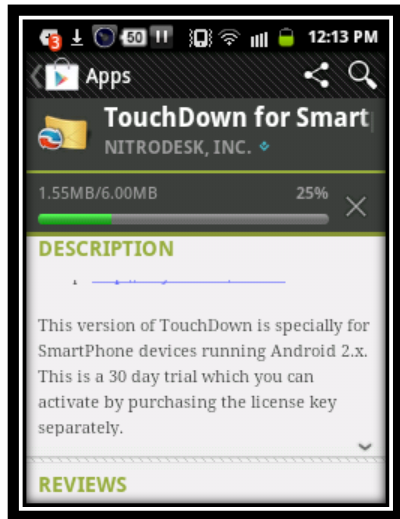 3 50 12:13 PM
Apps
TouchDown for Smart
NITRODESK, INC.
1.55MB/6.00MB 25%
DESCRIPTION
This version of TouchDown is specially for
SmartPhone devices running Android 2.x.
This is a 30 day trial which you can
activate by purchasing the license key
separately.
REVIEWS